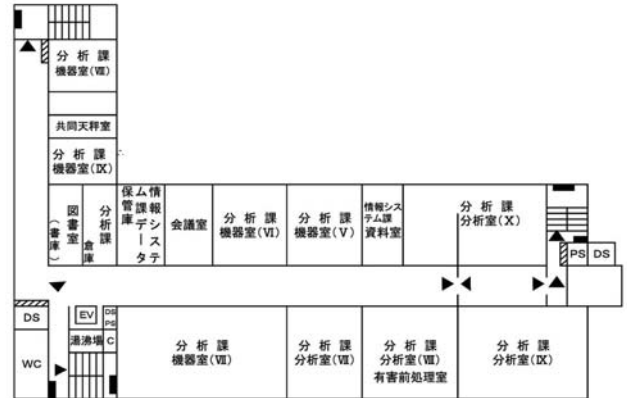 分析課
機器室(Ⅷ)
共同天秤室
分析課
機器室(Ⅸ)
図書室
(書庫)
分析課
倉庫
情報システ
ム課データ
保管庫
会議室
分析課
機器室(Ⅵ)
分析課
機器室(Ⅴ)
情報シス
テム課
資料室
分析課
分析室(Ⅹ)
PS
DS
DS
WC
EV
DS
PS
湯沸場
C
分析課
機器室(Ⅶ)
分析課
分析室(Ⅶ)
分析課
分析室(Ⅷ)
有害前処理室
分析課
分析室(Ⅸ)